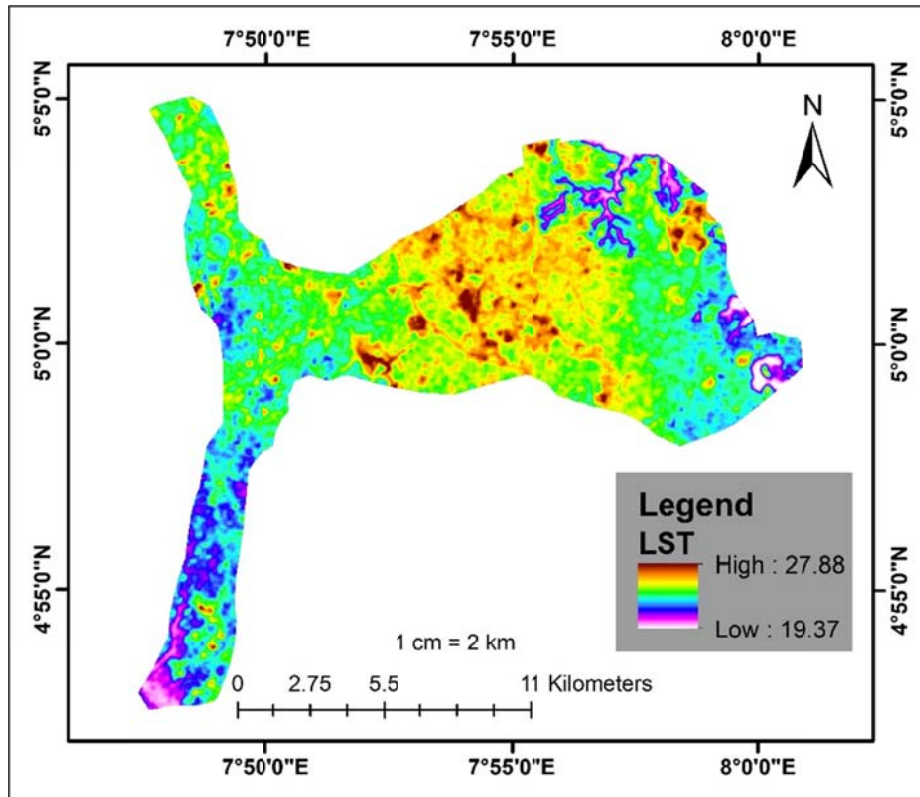 7°50'0"E 7°55'0"E 8°0'0"E
5°5'0"N 5°5'0"N
N
5°0'0"N 5°0'0"N
4°55'0"N 4°55'0"N
Legend
LST
High : 27.88
Low : 19.37
1 cm = 2 km
0 2.75 5.5 11 Kilometers
7°50'0"E 7°55'0"E 8°0'0"E